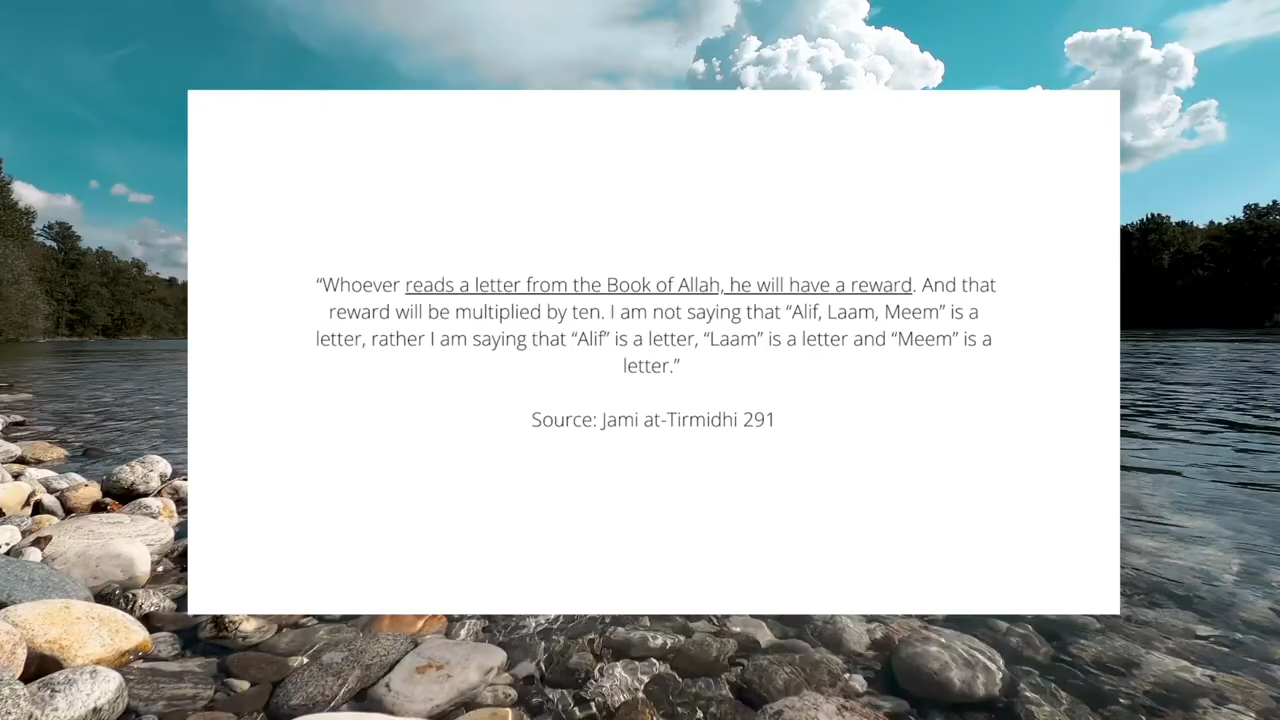 “Whoever reads a letter from the Book of Allah, he will have a reward. And that
reward will be multiplied by ten. I am not saying that “Alif, Laam, Meem” is a
letter, rather I am saying that “Alif” is a letter, “Laam” is a letter and “Meem” is a
letter.”
Source: Jami at-Tirmidhi 291